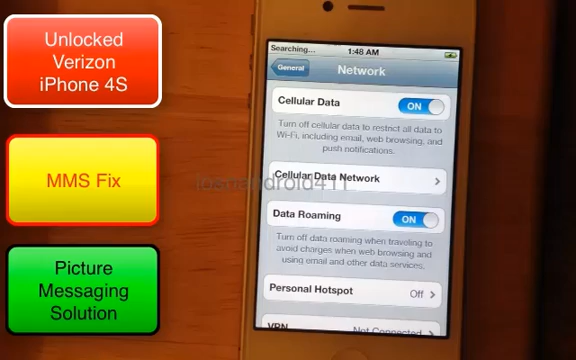 Unlocked
Verizon
iPhone 4S
MMS Fix
Picture
Messaging
Solution
Searching...
1:48 AM
General
Network
Cellular Data
ON
Turn off cellular data to restrict all data to
Wi-Fi, including email, web browsing, and
push notifications.
iosmandroid411
Cellular Data Network
Data Roaming
ON
Turn off data roaming when traveling to
avoid charges when web browsing and
using email and other data services.
Personal Hotspot
Off
VPN
Not Connected